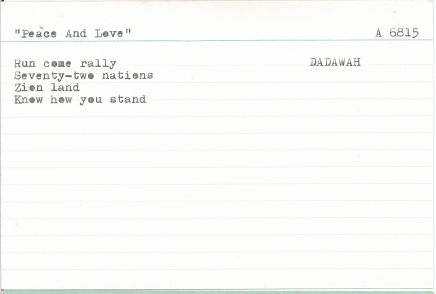 "Peace And Love" A 6815
Run come rally DADAWAH
Seventy-two nations
Zion land
Know how you stand